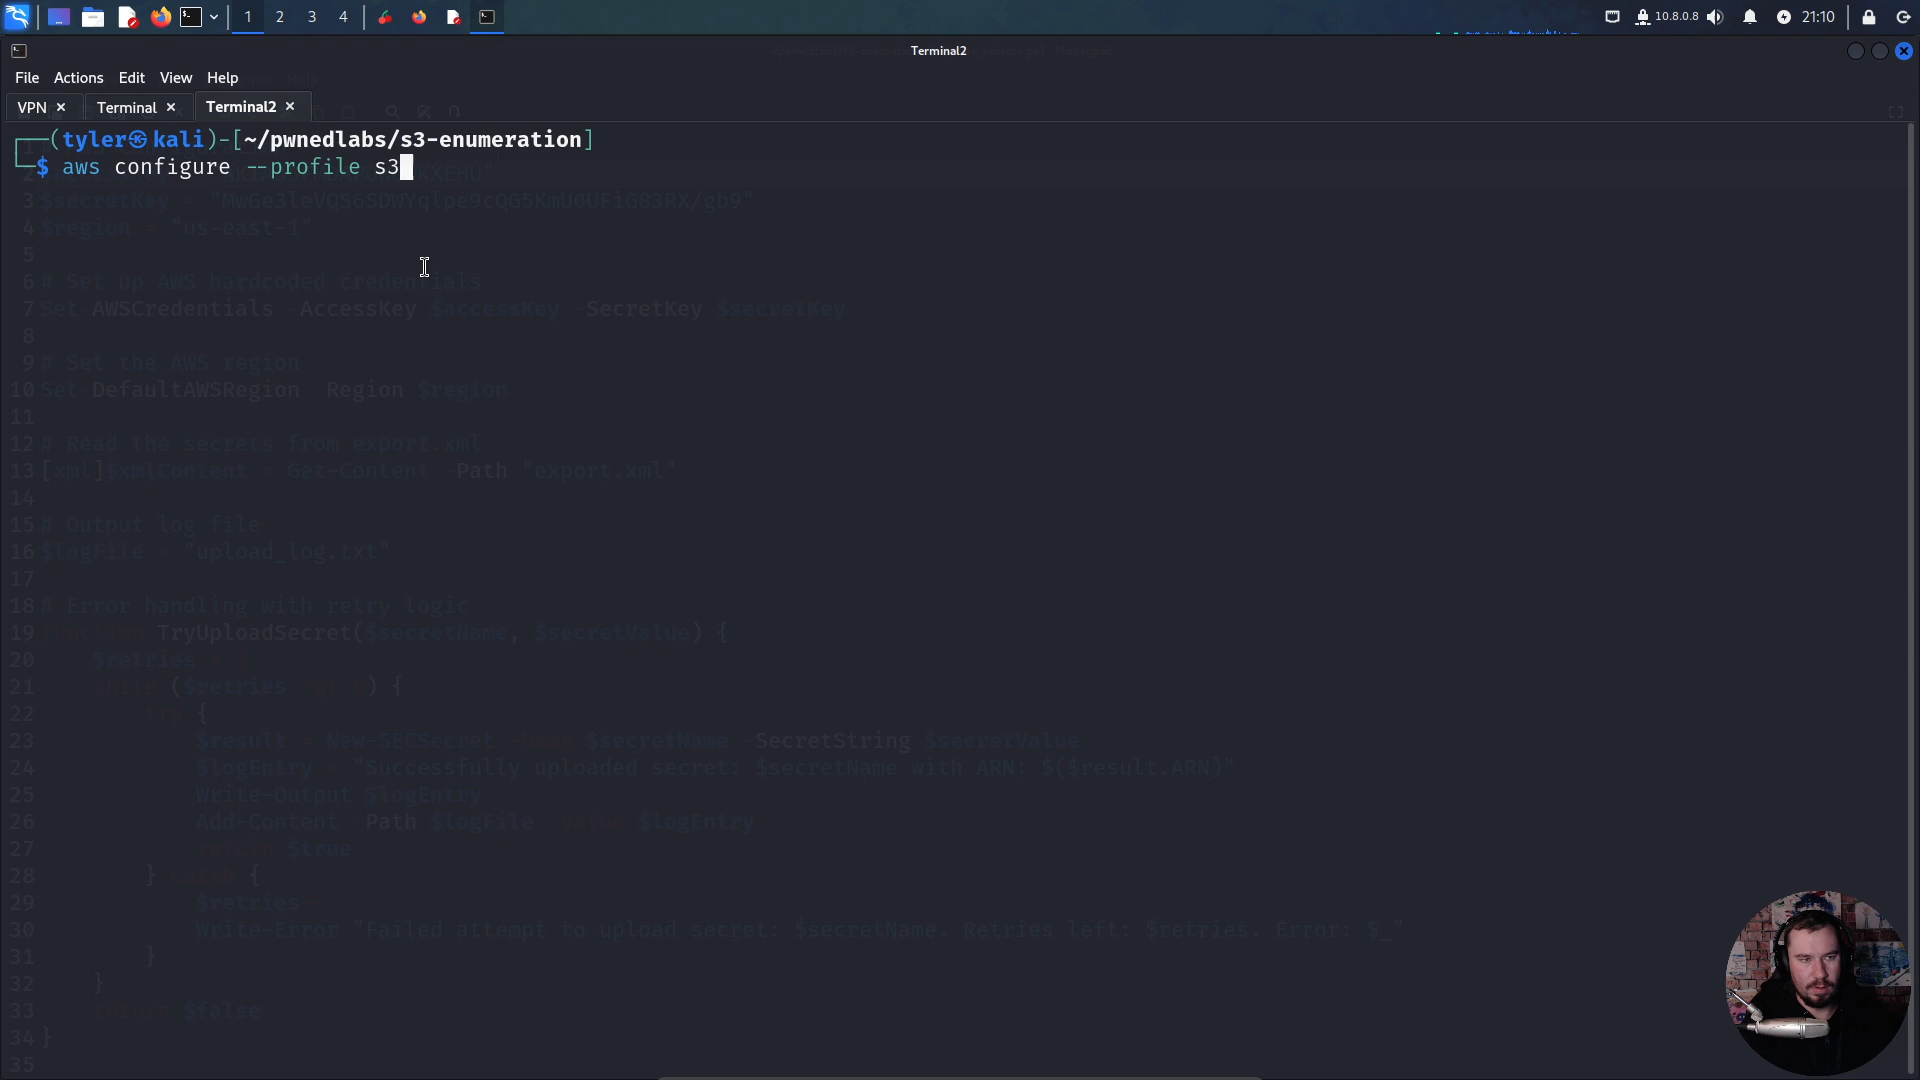 1 2 3 4 10.8.0.8 21:10
Terminal2
File Actions Edit View Help
VPN Terminal Terminal2
(tyler㉿kali)-[~/pwnedlabs/s3-enumeration]
$ aws configure --profile s3
3 $secretKey =
4 $region = "us-east-1"
5
6 # Set up AWS hardcoded credentials
7 Set-AWSCredentials -AccessKey $accessKey -SecretKey $secretKey
8
9 # Set the AWS region
10 Set-DefaultAWSRegion -Region $region
11
12 # Read the secrets from export.xml
13 [xml]$xmlContent = Get-Content -Path "export.xml"
14
15 # Output log file
16 $logFile = "upload_log.txt"
17
18 # Error handling with retry logic
19 function TryUploadSecret($secretName, $secretValue) {
20 $retries =
21 while ($retries -gt 0) {
22 try {
23 $result = New-SECSecret -Name $secretName -SecretString $secretValue
24 $logEntry = "Successfully uploaded secret: $secretName with ARN: $($result.ARN)"
25 Write-Output $logEntry
26 Add-Content -Path $logFile -Value $logEntry
27 return $true
28 } catch {
29 $retries--
30 Write-Error "Failed attempt to upload secret: $secretName. Retries left: $retries. Error: $_"
31 }
32 }
33 return $false
34 }
35